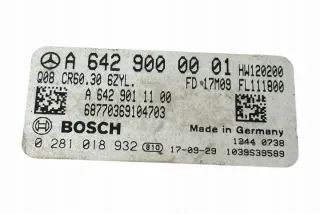 A 642 900 00 01 HW120200
Q08 CR60.30 6ZYL. FD 17M09 FL111800
A 642 901 11 00
68770369104703
BOSCH Made in Germany
1344 0738
0 281 018 932 810 17-09-29 1039S39589